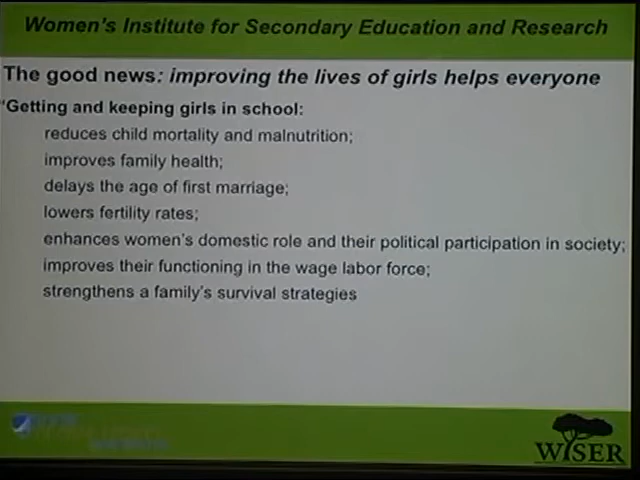 Women's Institute for Secondary Education and Research
The good news: improving the lives of girls helps everyone
"Getting and keeping girls in school:
reduces child mortality and malnutrition;
improves family health;
delays the age of first marriage;
lowers fertility rates;
enhances women's domestic role and their political participation in society;
improves their functioning in the wage labor force;
strengthens a family's survival strategies
WISER